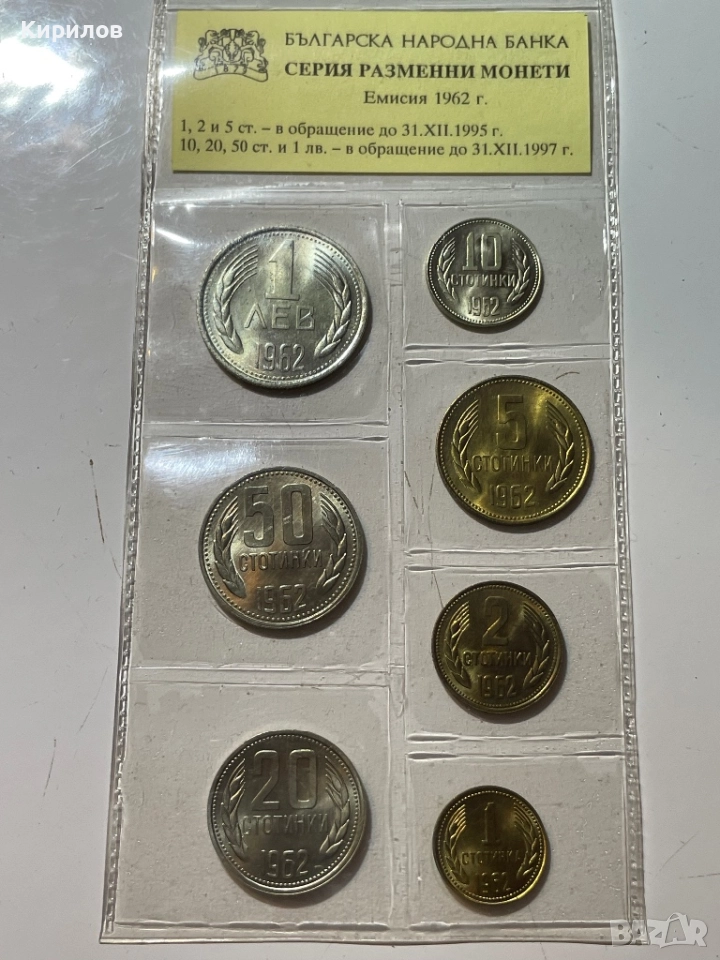 Кирилов
БЪЛГАРСКА НАРОДНА БАНКА
СЕРИЯ РАЗМЕННИ МОНЕТИ
Емисия 1962 г.
1, 2 и 5 ст. – в обращение до 31.XII.1995 г.
10, 20, 50 ст. и 1 лв. – в обращение до 31.XII.1997 г.
1879
1
ЛЕВ
1962
10
СТОТИНКИ
1962
5
СТОТИНКИ
1962
50
СТОТИНКИ
1962
2
СТОТИНКИ
1962
20
СТОТИНКИ
1962
1
СТОТИНКА
1962
BAZAR